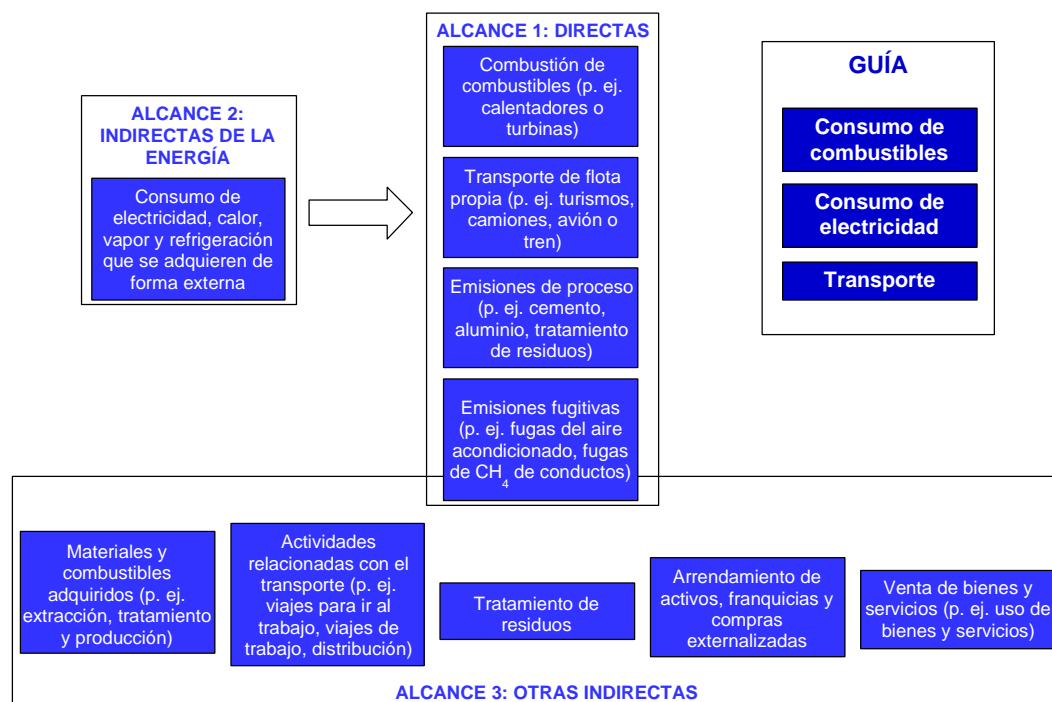 ALCANCE 1: DIRECTAS
Combustión de
combustibles (p. ej.
calentadores o
turbinas)
Transporte de flota
propia (p. ej. turismos,
camiones, avión o
tren)
Emisiones de proceso
(p. ej. cemento,
aluminio, tratamiento
de residuos)
Emisiones fugitivas
(p. ej. fugas del aire
acondicionado, fugas
de CH4 de conductos)
ALCANCE 2:
INDIRECTAS DE LA
ENERGÍA
Consumo de
electricidad, calor,
vapor y refrigeración
que se adquieren de
forma externa
GUÍA
Consumo de
combustibles
Consumo de
electricidad
Transporte
Materiales y
combustibles
adquiridos (p. ej.
extracción, tratamiento
y producción)
Actividades
relacionadas con el
transporte (p. ej.
viajes para ir al
trabajo, viajes de
trabajo, distribución)
Tratamiento de
residuos
Arrendamiento de
activos, franquicias y
compras
externalizadas
Venta de bienes y
servicios (p. ej. uso de
bienes y servicios)
ALCANCE 3: OTRAS INDIRECTAS